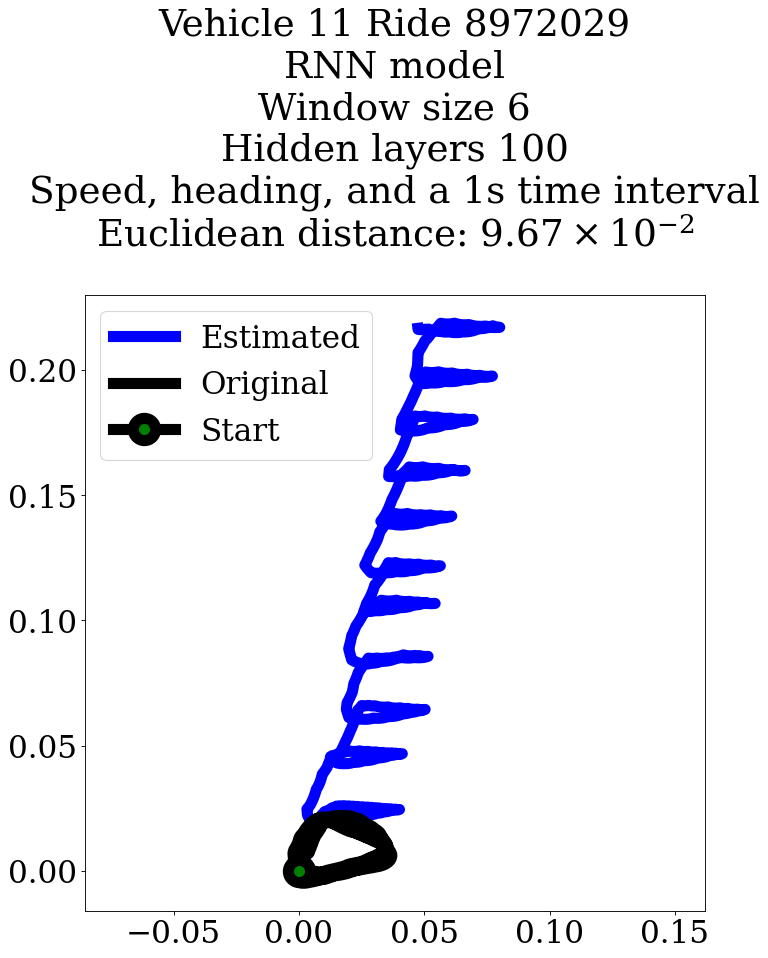 Vehicle 11 Ride 8972029
RNN model
Window size 6
Hidden layers 100
Speed, heading, and a 1s time interval
Euclidean distance: 9.67 × 10⁻²
Estimated
Original
Start
0.20
0.15
0.10
0.05
0.00
−0.05 0.00 0.05 0.10 0.15